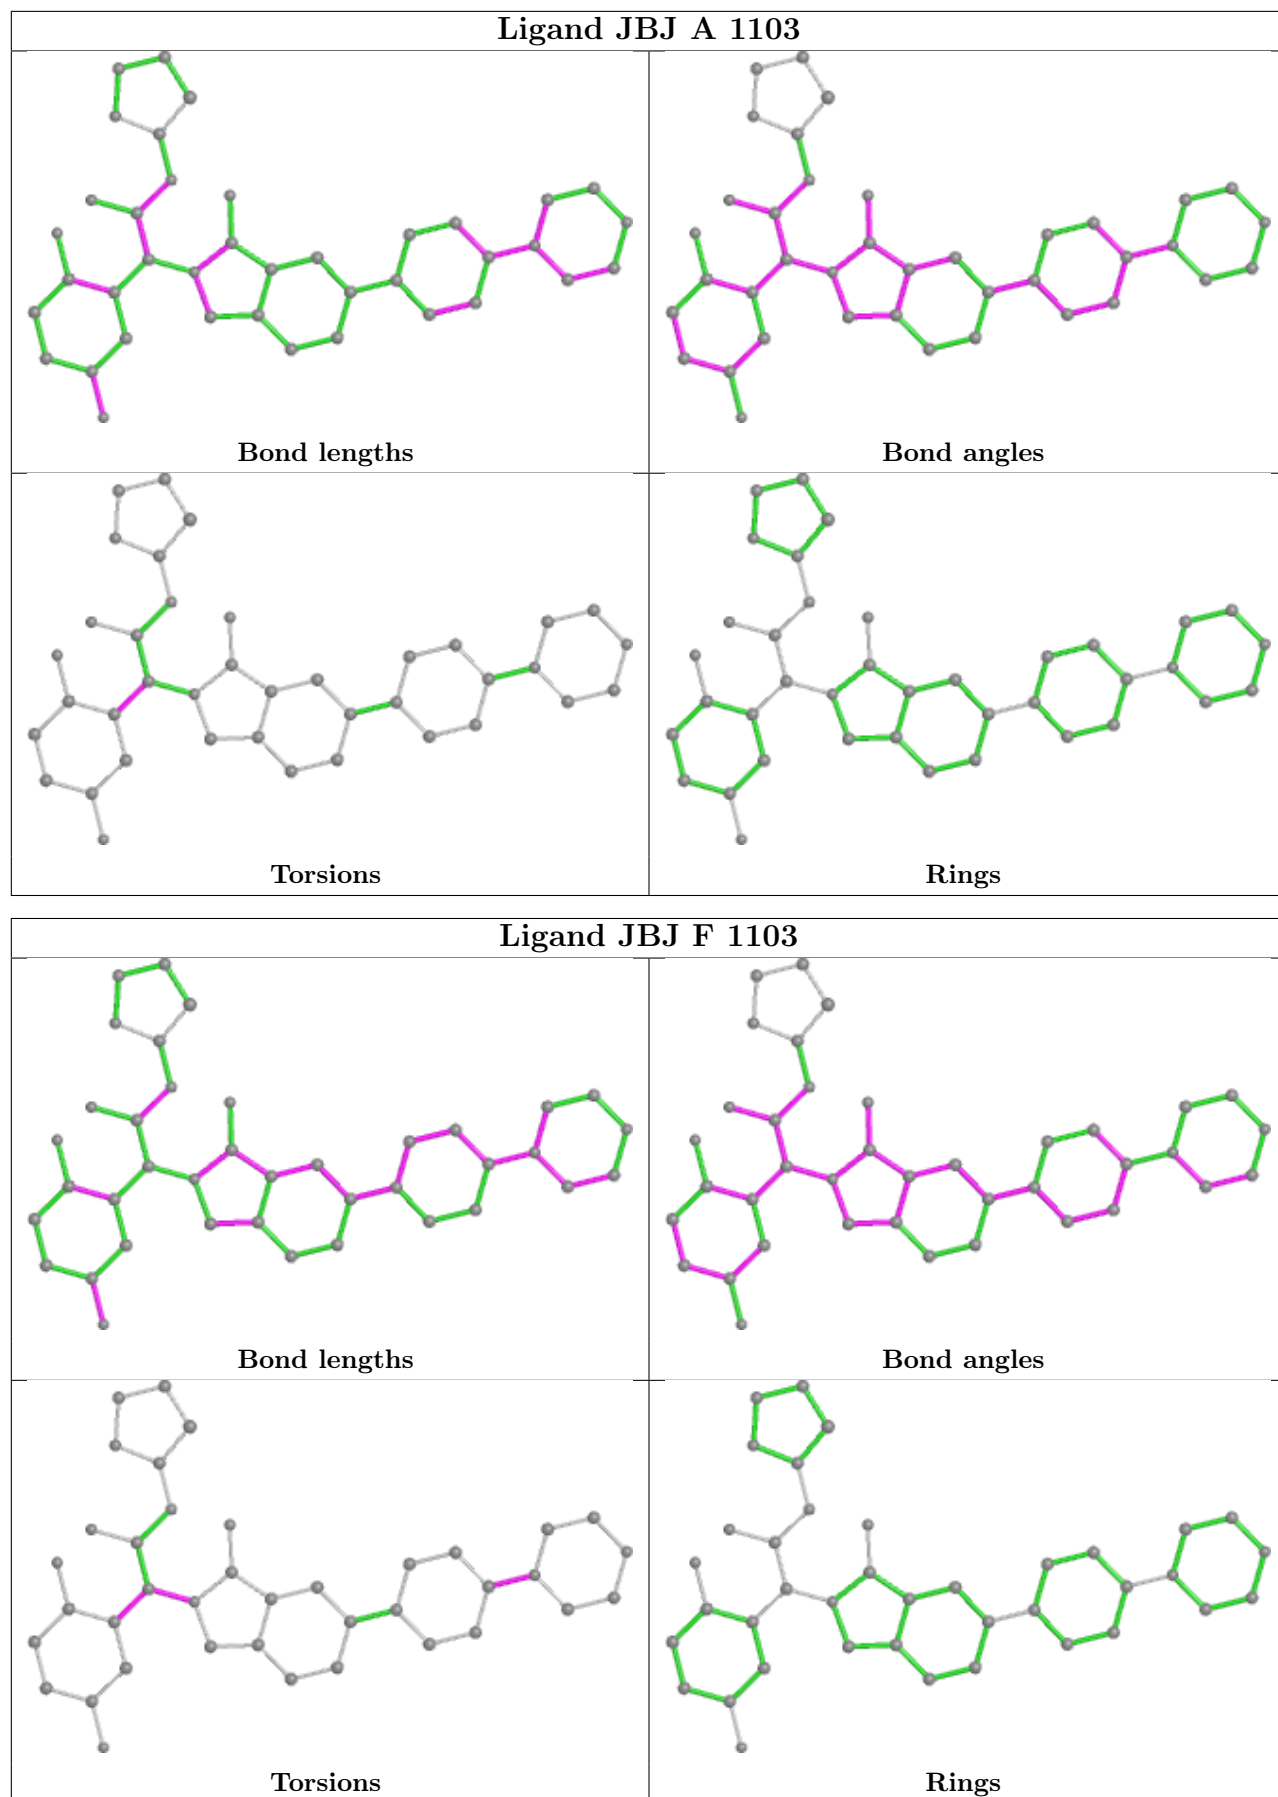 Ligand JBJ A 1103
Bond lengths
Bond angles
Torsions
Rings
Ligand JBJ F 1103
Bond lengths
Bond angles
Torsions
Rings